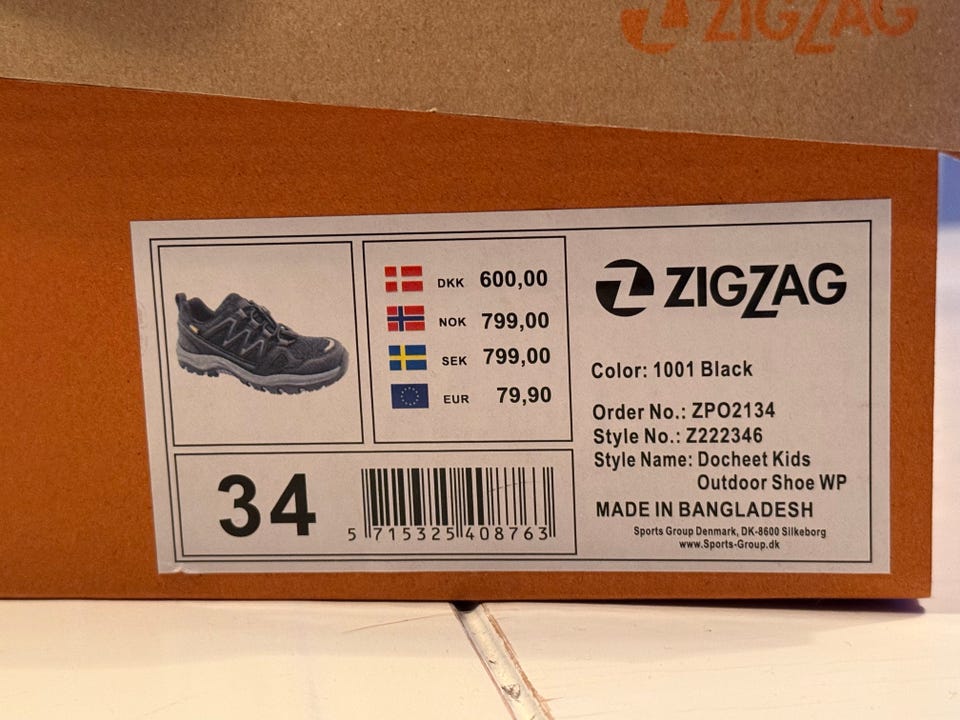 ZIGZAG
DKK 600,00
NOK 799,00
SEK 799,00
EUR 79,90
34
5 715325 408763
ZIGZAG
Color: 1001 Black
Order No.: ZPO2134
Style No.: Z222346
Style Name: Docheet Kids
Outdoor Shoe WP
MADE IN BANGLADESH
Sports Group Denmark, DK-8600 Silkeborg
www.Sports-Group.dk